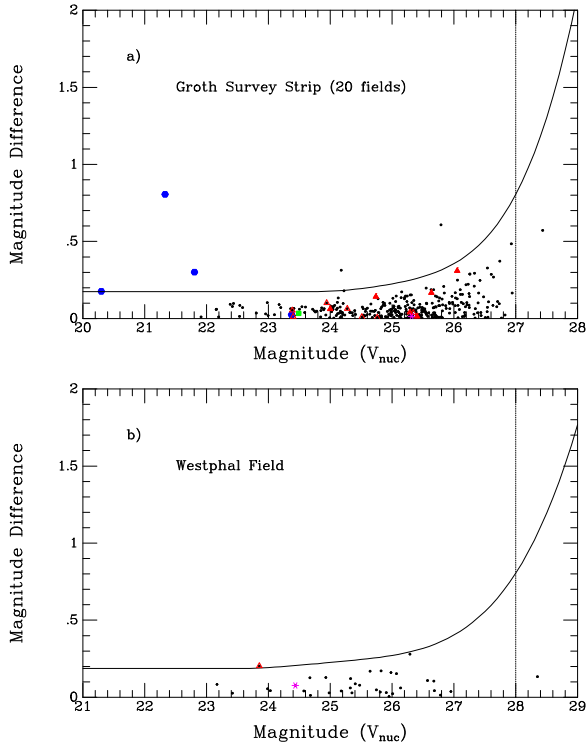 2
1.5
1
.5
0
Magnitude Difference
a)
Groth Survey Strip (20 fields)
20 21 22 23 24 25 26 27 28
Magnitude (Vnuc)
2
1.5
1
.5
0
Magnitude Difference
b)
Westphal Field
21 22 23 24 25 26 27 28 29
Magnitude (Vnuc)